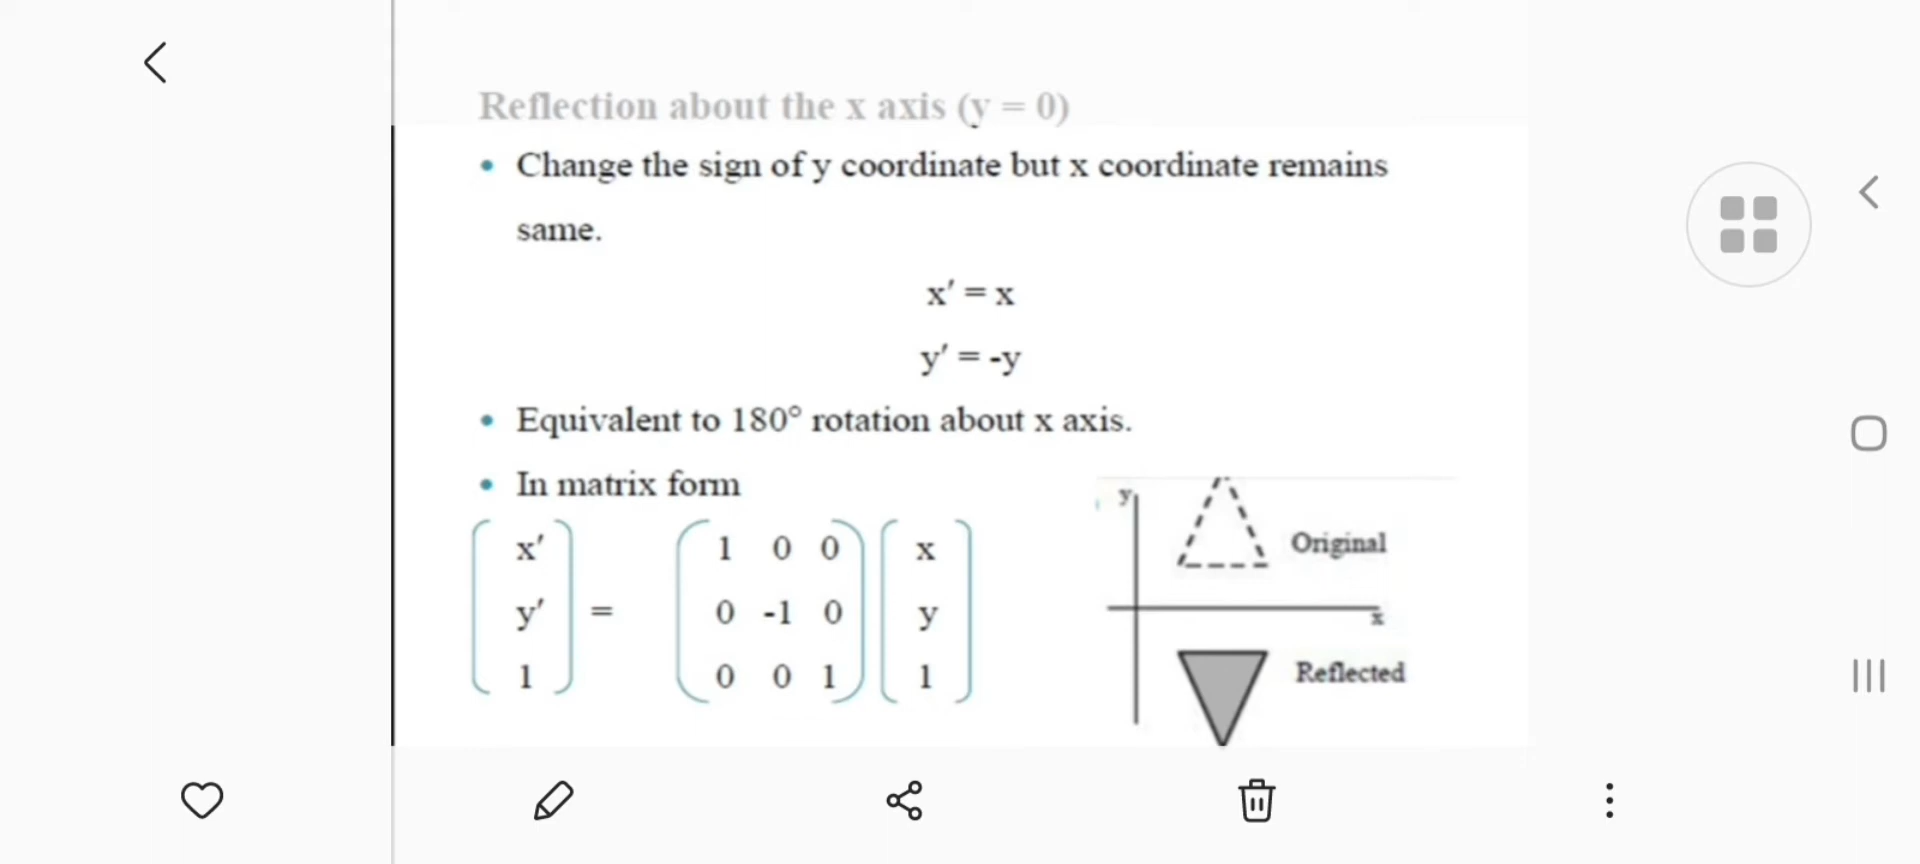 Reflection about the x axis (y = 0)
• Change the sign of y coordinate but x coordinate remains
same.
x′ = x
y′ = -y
• Equivalent to 180° rotation about x axis.
• In matrix form
x′ 1 0 0 x
y′ = 0 -1 0 y
1 0 0 1 1
y
Original
x
Reflected